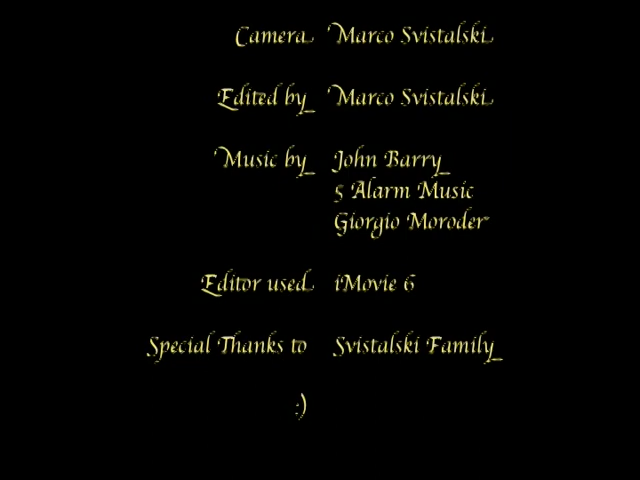 Camera Marco Svistalski
Edited by Marco Svistalski
Music by John Barry
5 Alarm Music
Giorgio Moroder
Editor used iMovie 6
Special Thanks to Svistalski Family
:)